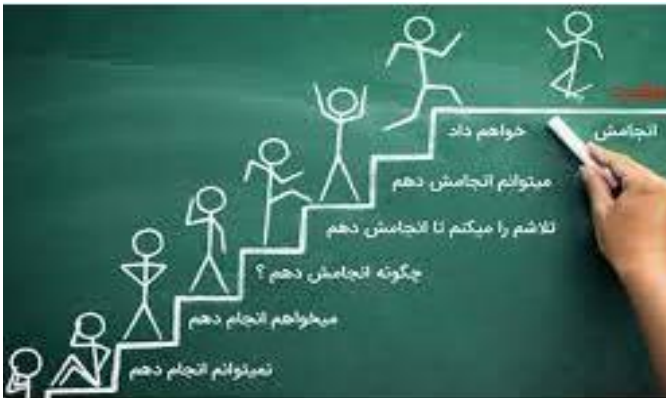 انجامش خواهم داد
میتوانم انجامش دهم
تلاشم را میکنم تا انجامش دهم
چگونه انجامش دهم ؟
میخواهم انجام دهم
نمیتوانم انجام دهم